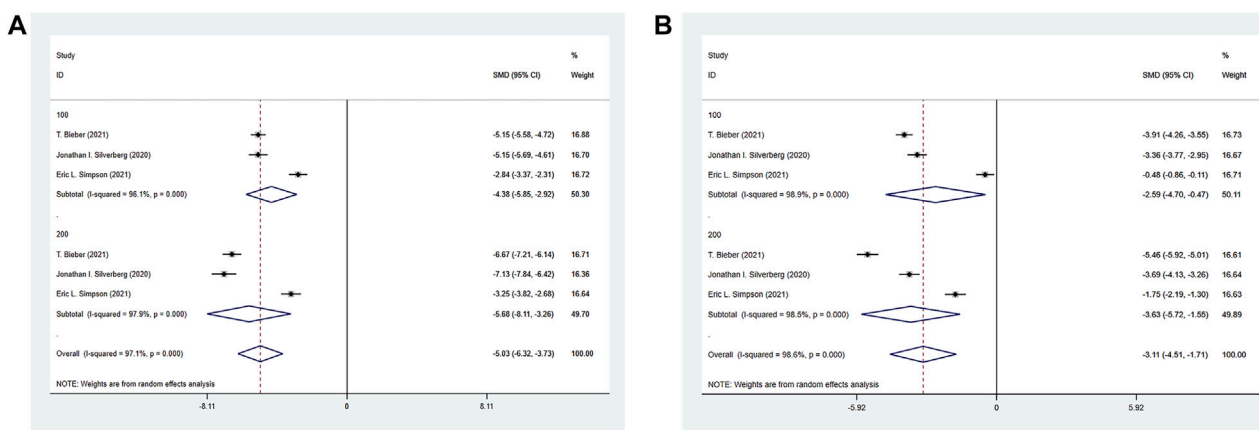 A
Study %
ID SMD (95% CI) Weight
100
T. Bieber (2021) -5.15 (-5.58, -4.72) 16.88
Jonathan I. Silverberg (2020) -5.15 (-5.69, -4.61) 16.70
Eric L. Simpson (2021) -2.84 (-3.37, -2.31) 16.72
Subtotal (I-squared = 96.1%, p = 0.000) -4.38 (-5.85, -2.92) 50.30
.
200
T. Bieber (2021) -6.67 (-7.21, -6.14) 16.71
Jonathan I. Silverberg (2020) -7.13 (-7.84, -6.42) 16.36
Eric L. Simpson (2021) -3.25 (-3.82, -2.68) 16.64
Subtotal (I-squared = 97.9%, p = 0.000) -5.68 (-8.11, -3.26) 49.70
.
Overall (I-squared = 97.1%, p = 0.000) -5.03 (-6.32, -3.73) 100.00
NOTE: Weights are from random effects analysis
-8.11 0 8.11
B
Study %
ID SMD (95% CI) Weight
100
T. Bieber (2021) -3.91 (-4.26, -3.55) 16.73
Jonathan I. Silverberg (2020) -3.36 (-3.77, -2.95) 16.67
Eric L. Simpson (2021) -0.48 (-0.86, -0.11) 16.71
Subtotal (I-squared = 98.9%, p = 0.000) -2.59 (-4.70, -0.47) 50.11
.
200
T. Bieber (2021) -5.46 (-5.92, -5.01) 16.61
Jonathan I. Silverberg (2020) -3.69 (-4.13, -3.26) 16.64
Eric L. Simpson (2021) -1.75 (-2.19, -1.30) 16.63
Subtotal (I-squared = 98.5%, p = 0.000) -3.63 (-5.72, -1.55) 49.89
.
Overall (I-squared = 98.6%, p = 0.000) -3.11 (-4.51, -1.71) 100.00
NOTE: Weights are from random effects analysis
-5.92 0 5.92